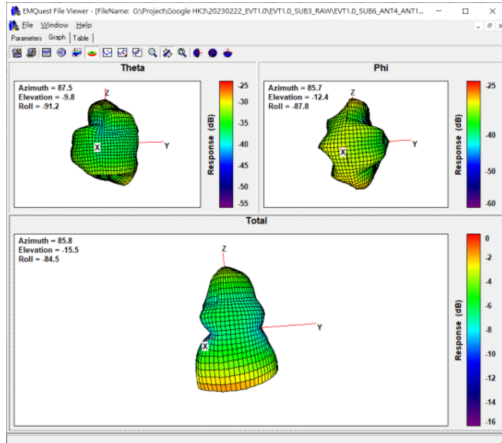 EMQuest File Viewer - [FileName: G:\Project\Google HK3\20230222_EVT1.0_SUB3_RAW\EVT1.0_SUB6_ANT4_ANT1...
File View Window Help
Parameters Graph Table
Theta
Azimuth = 87.5
Elevation = -9.8
Roll = -91.2
Z
X
Y
Response (dB)
-25
-30
-35
-40
-45
-50
-55
Phi
Azimuth = 85.7
Elevation = -12.4
Roll = -87.8
Z
X
Y
Response (dB)
-25
-30
-40
-50
-60
Total
Azimuth = 85.8
Elevation = -15.5
Roll = -84.5
Z
X
Y
Response (dB)
0
-2
-4
-6
-8
-10
-12
-14
-16